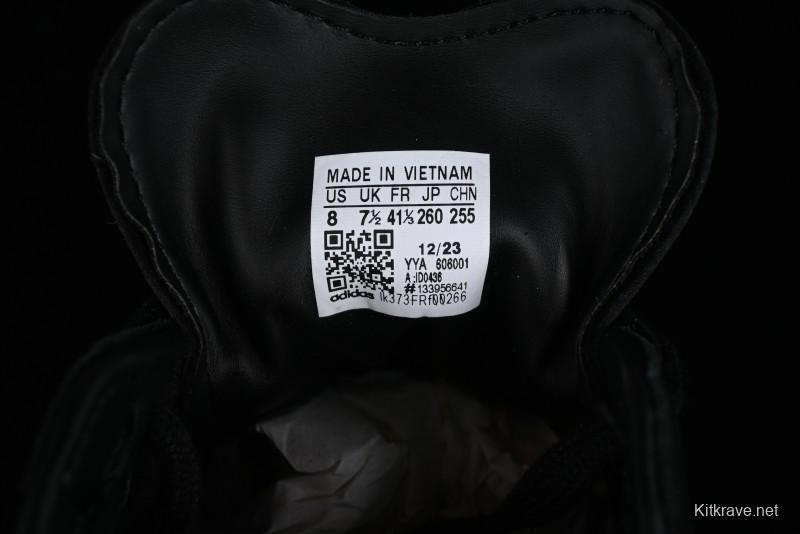 MADE IN VIETNAM
US UK FR JP CHN
8 7½ 41⅓ 260 255
12/23
YYA 606001
A:ID0436
#133956641
adidas lk373FRf00266
Kitkrave.net